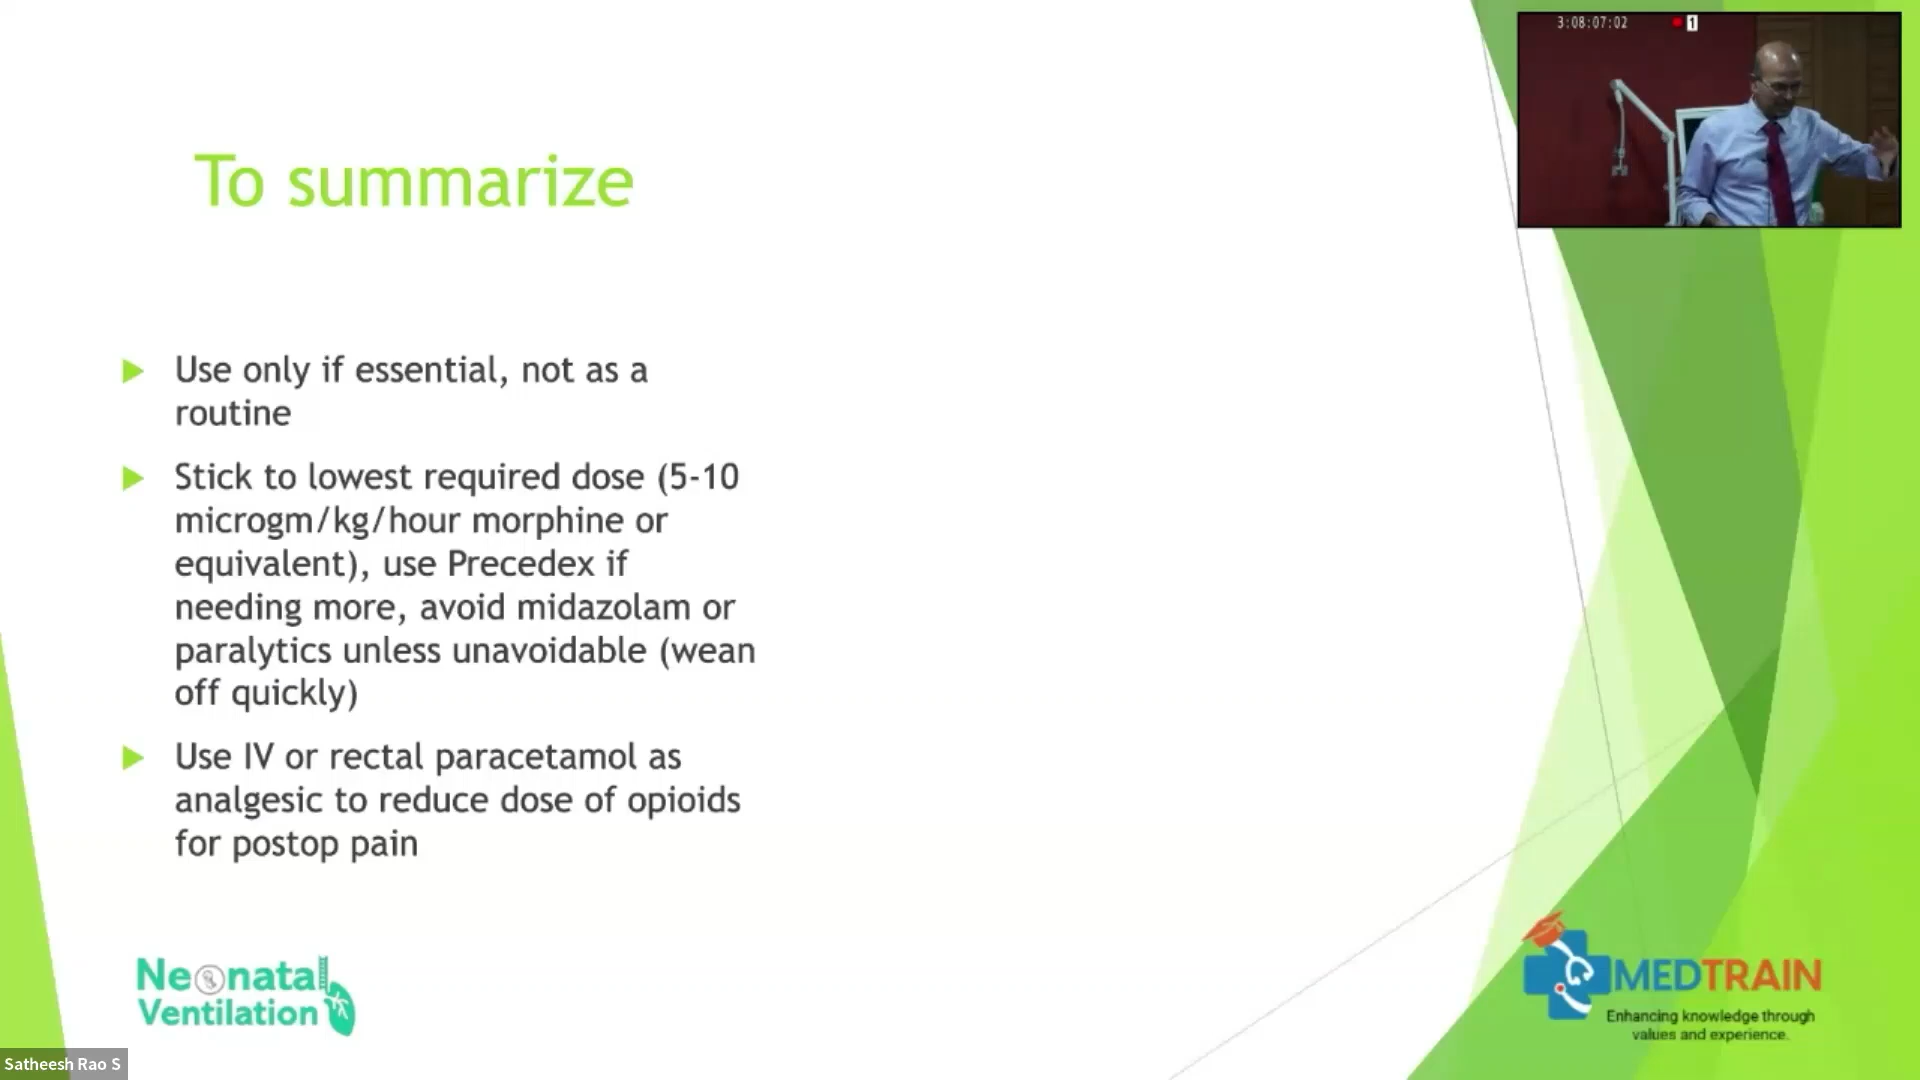 3:08:07:02
1
To summarize
Use only if essential, not as a
routine
Stick to lowest required dose (5-10
microgm/kg/hour morphine or
equivalent), use Precedex if
needing more, avoid midazolam or
paralytics unless unavoidable (wean
off quickly)
Use IV or rectal paracetamol as
analgesic to reduce dose of opioids
for postop pain
Neonatal
Ventilation
MEDTRAIN
Enhancing knowledge through
values and experience.
Satheesh Rao S